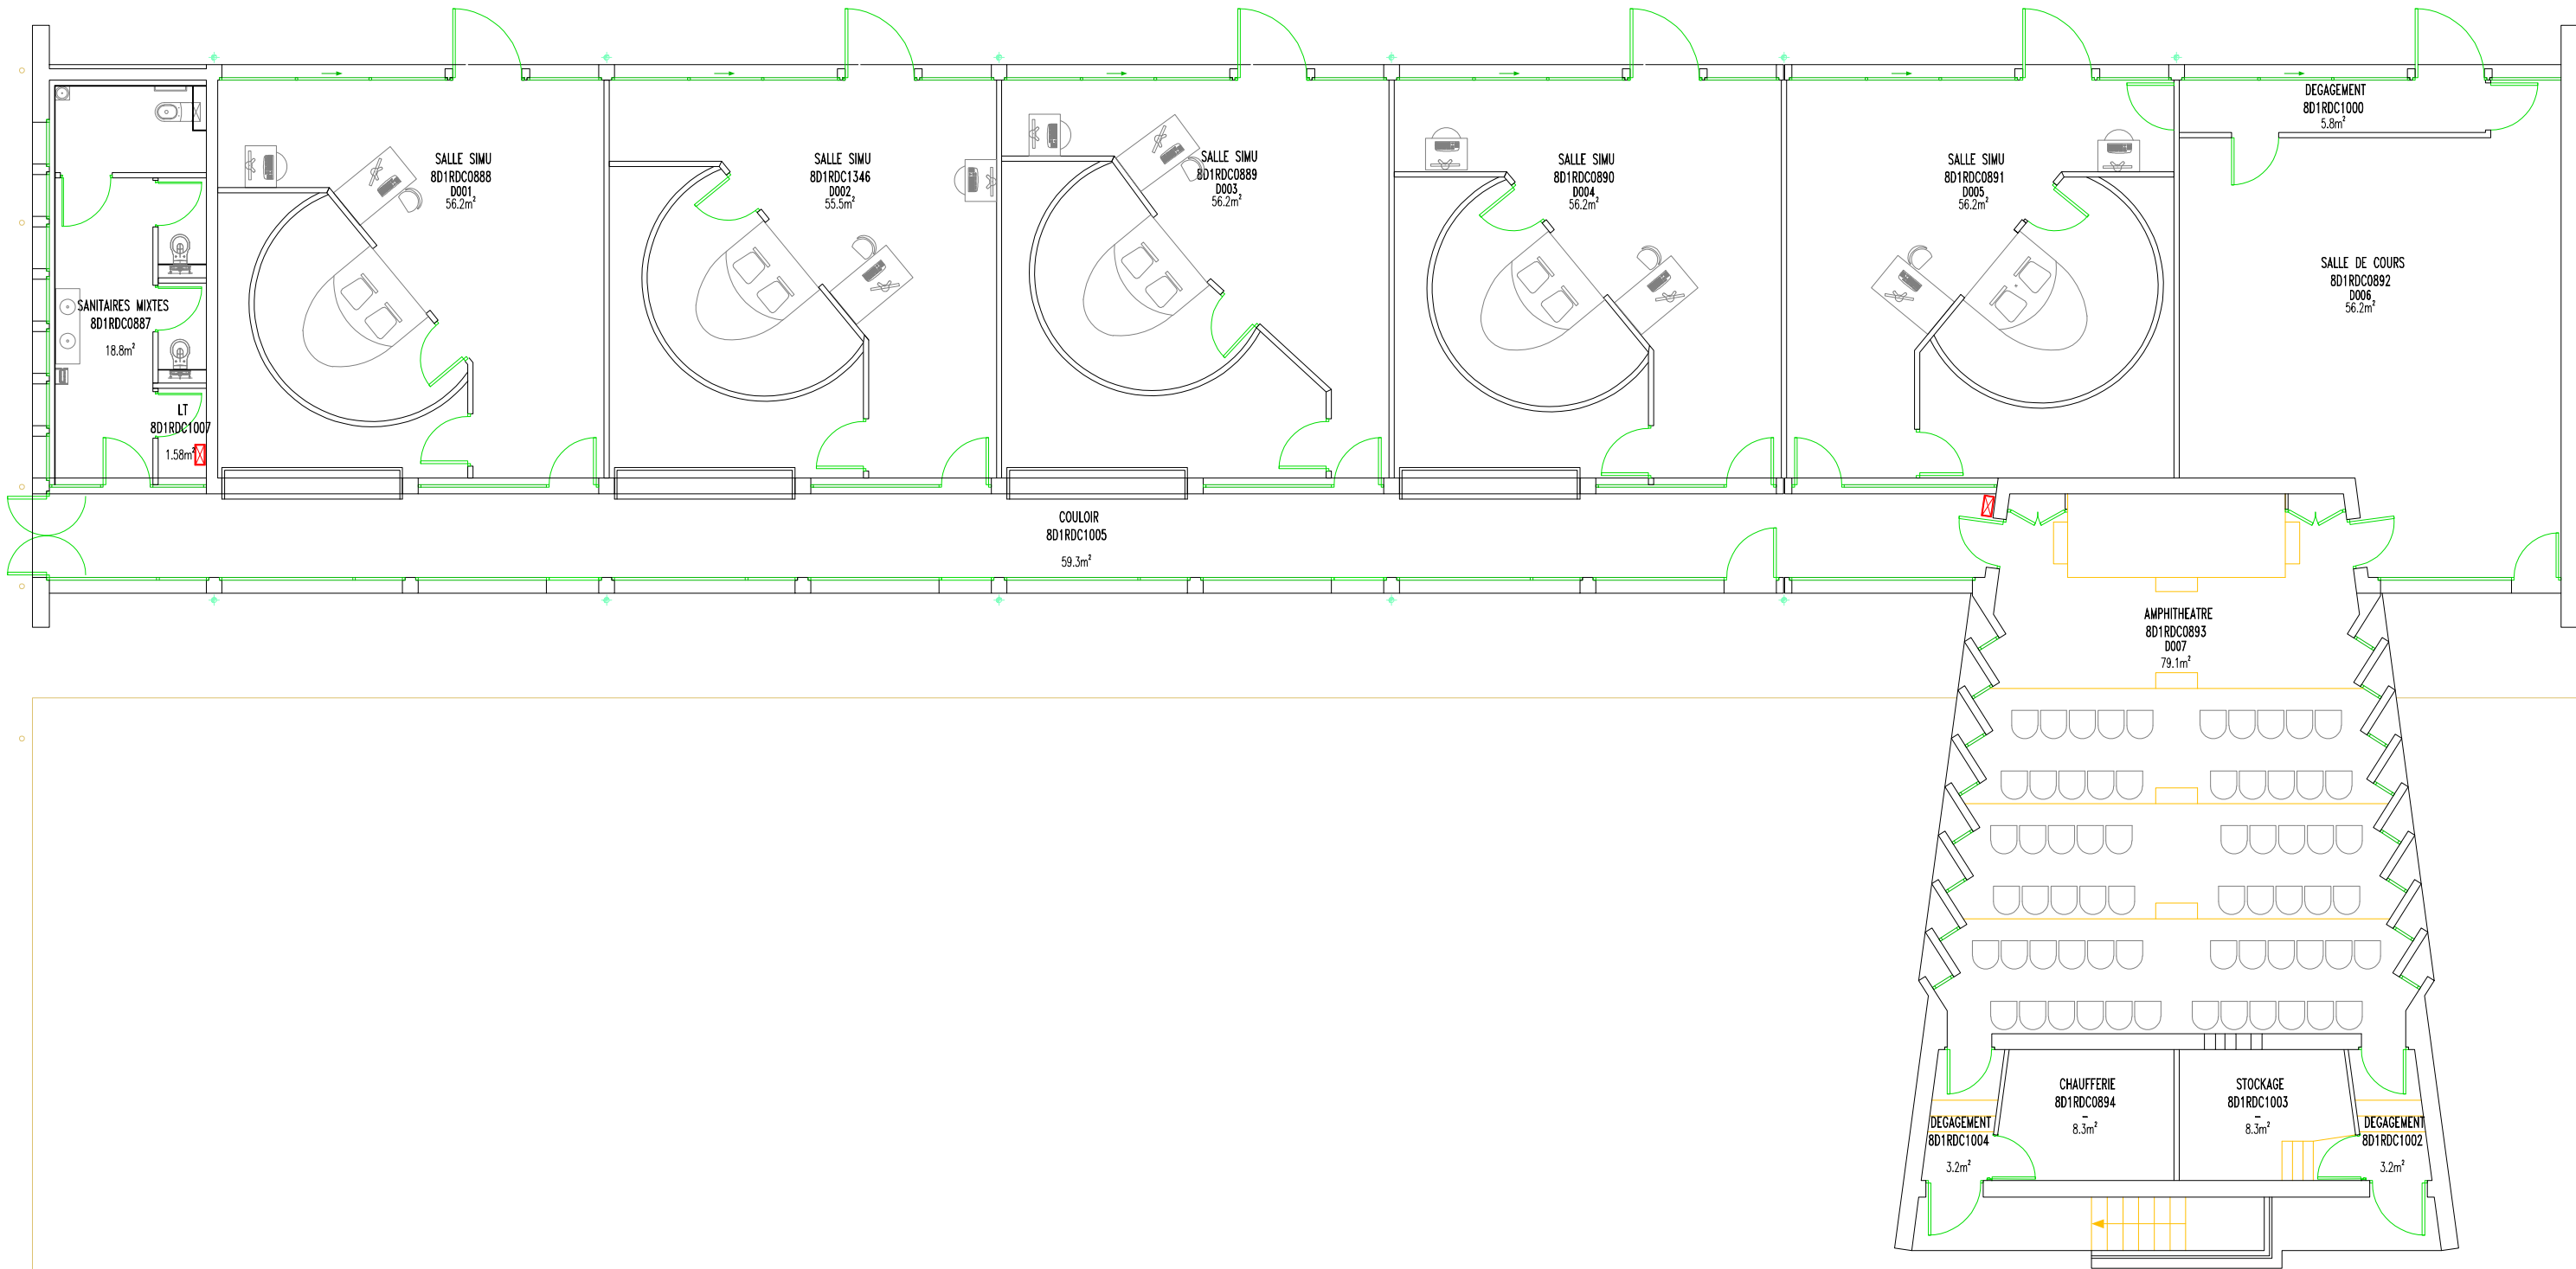 DEGAGEMENT
8D1RDC1000
5.8m²
SALLE SIMU
8D1RDC0888
D001
56.2m²
SALLE SIMU
8D1RDC1346
D002
55.5m²
SALLE SIMU
8D1RDC0889
D003
56.2m²
SALLE SIMU
8D1RDC0890
D004
56.2m²
SALLE SIMU
8D1RDC0891
D005
56.2m²
SALLE DE COURS
8D1RDC0892
D006
56.2m²
SANITAIRES MIXTES
8D1RDC0887
18.8m²
LT
8D1RDC1007
1.58m²
COULOIR
8D1RDC1005
59.3m²
AMPHITHEATRE
8D1RDC0893
D007
79.1m²
CHAUFFERIE
8D1RDC0894
–
8.3m²
STOCKAGE
8D1RDC1003
–
8.3m²
DEGAGEMENT
8D1RDC1004
3.2m²
DEGAGEMENT
8D1RDC1002
3.2m²